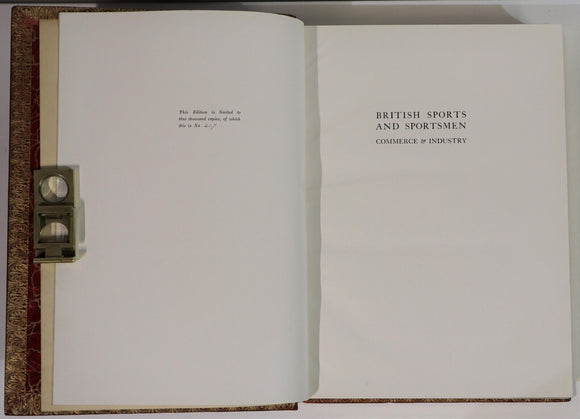 This Edition is limited to
One thousand copies, of which
this is No
BRITISH SPORTS
AND SPORTSMEN
COMMERCE & INDUSTRY